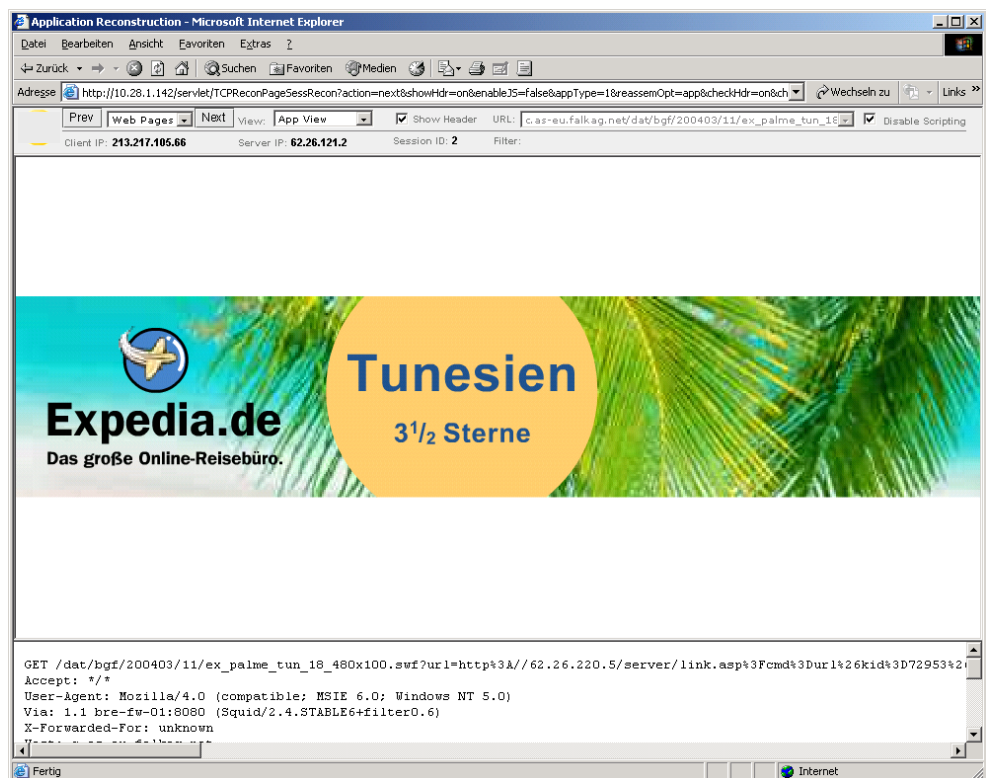 Application Reconstruction - Microsoft Internet Explorer
Datei Bearbeiten Ansicht Favoriten Extras ?
Zurück Suchen Favoriten Medien
Adresse http://10.28.1.142/servlet/TCPReconPageSessRecon?action=next&showHdr=on&enableJS=false&appType=1&reassemOpt=app&checkHdr=on&ch Wechseln zu Links »
Prev Web Pages Next View: App View Show Header URL: c.as-eu.falkag.net/dat/bgf/200403/11/ex_palme_tun_18 Disable Scripting
Client IP: 213.217.105.66 Server IP: 62.26.121.2 Session ID: 2 Filter:
Tunesien
3 1/2 Sterne
Expedia.de
Das große Online-Reisebüro.
GET /dat/bgf/200403/11/ex_palme_tun_18_480x100.swf?url=http%3A//62.26.220.5/server/link.asp%3Fcmd%3Durl%26kid%3D72953%2
Accept: */*
User-Agent: Mozilla/4.0 (compatible; MSIE 6.0; Windows NT 5.0)
Via: 1.1 bre-fw-01:8080 (Squid/2.4.STABLE6+filter0.6)
X-Forwarded-For: unknown
Fertig Internet